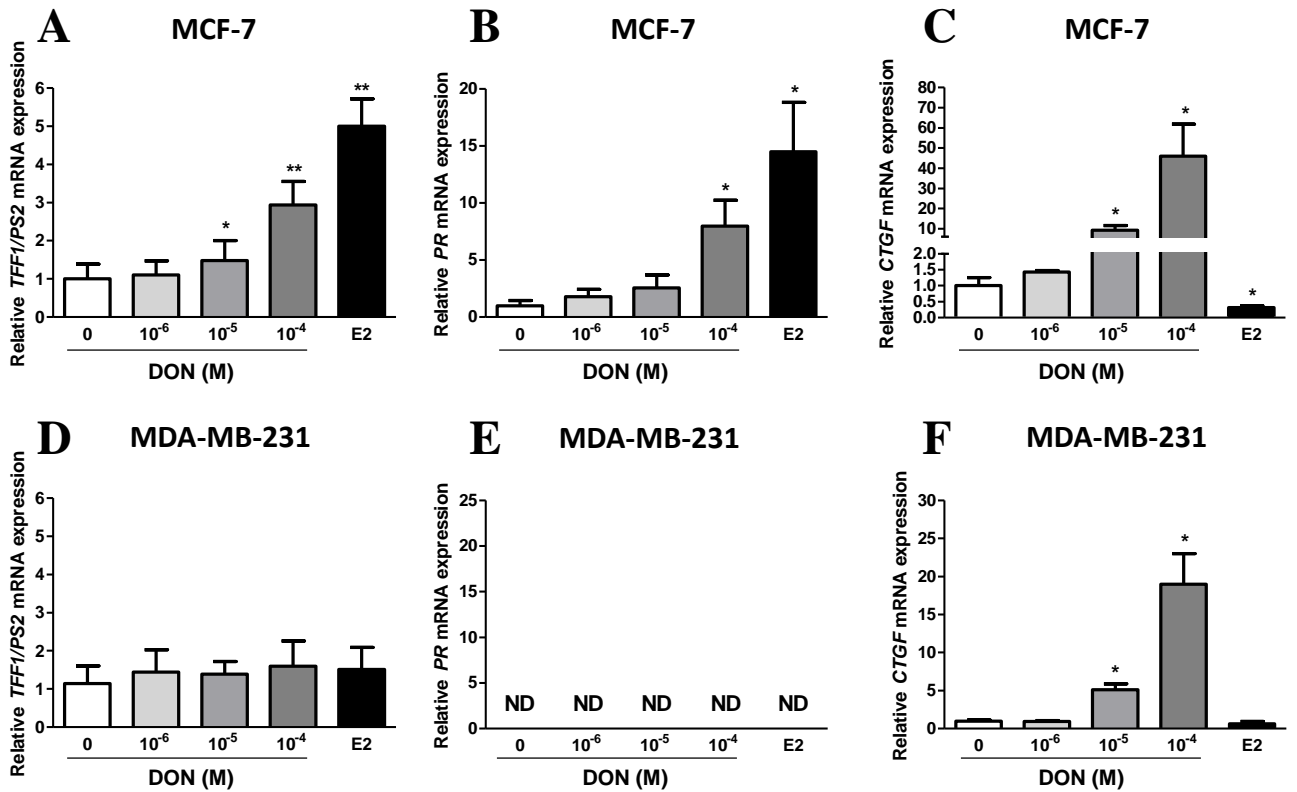 A
MCF-7
Relative TFF1/PS2 mRNA expression
6
5
4
3
2
1
0
*
**
**
0 10⁻⁶ 10⁻⁵ 10⁻⁴ E2
DON (M)
B
MCF-7
Relative PR mRNA expression
20
15
10
5
0
*
*
0 10⁻⁶ 10⁻⁵ 10⁻⁴ E2
DON (M)
C
MCF-7
Relative CTGF mRNA expression
80
70
60
50
40
30
20
10
2.0
1.5
1.0
0.5
0.0
*
*
*
0 10⁻⁶ 10⁻⁵ 10⁻⁴ E2
DON (M)
D
MDA-MB-231
Relative TFF1/PS2 mRNA expression
6
5
4
3
2
1
0
0 10⁻⁶ 10⁻⁵ 10⁻⁴ E2
DON (M)
E
MDA-MB-231
Relative PR mRNA expression
25
20
15
10
5
0
ND ND ND ND ND
0 10⁻⁶ 10⁻⁵ 10⁻⁴ E2
DON (M)
F
MDA-MB-231
Relative CTGF mRNA expression
30
25
20
15
10
5
0
*
*
0 10⁻⁶ 10⁻⁵ 10⁻⁴ E2
DON (M)